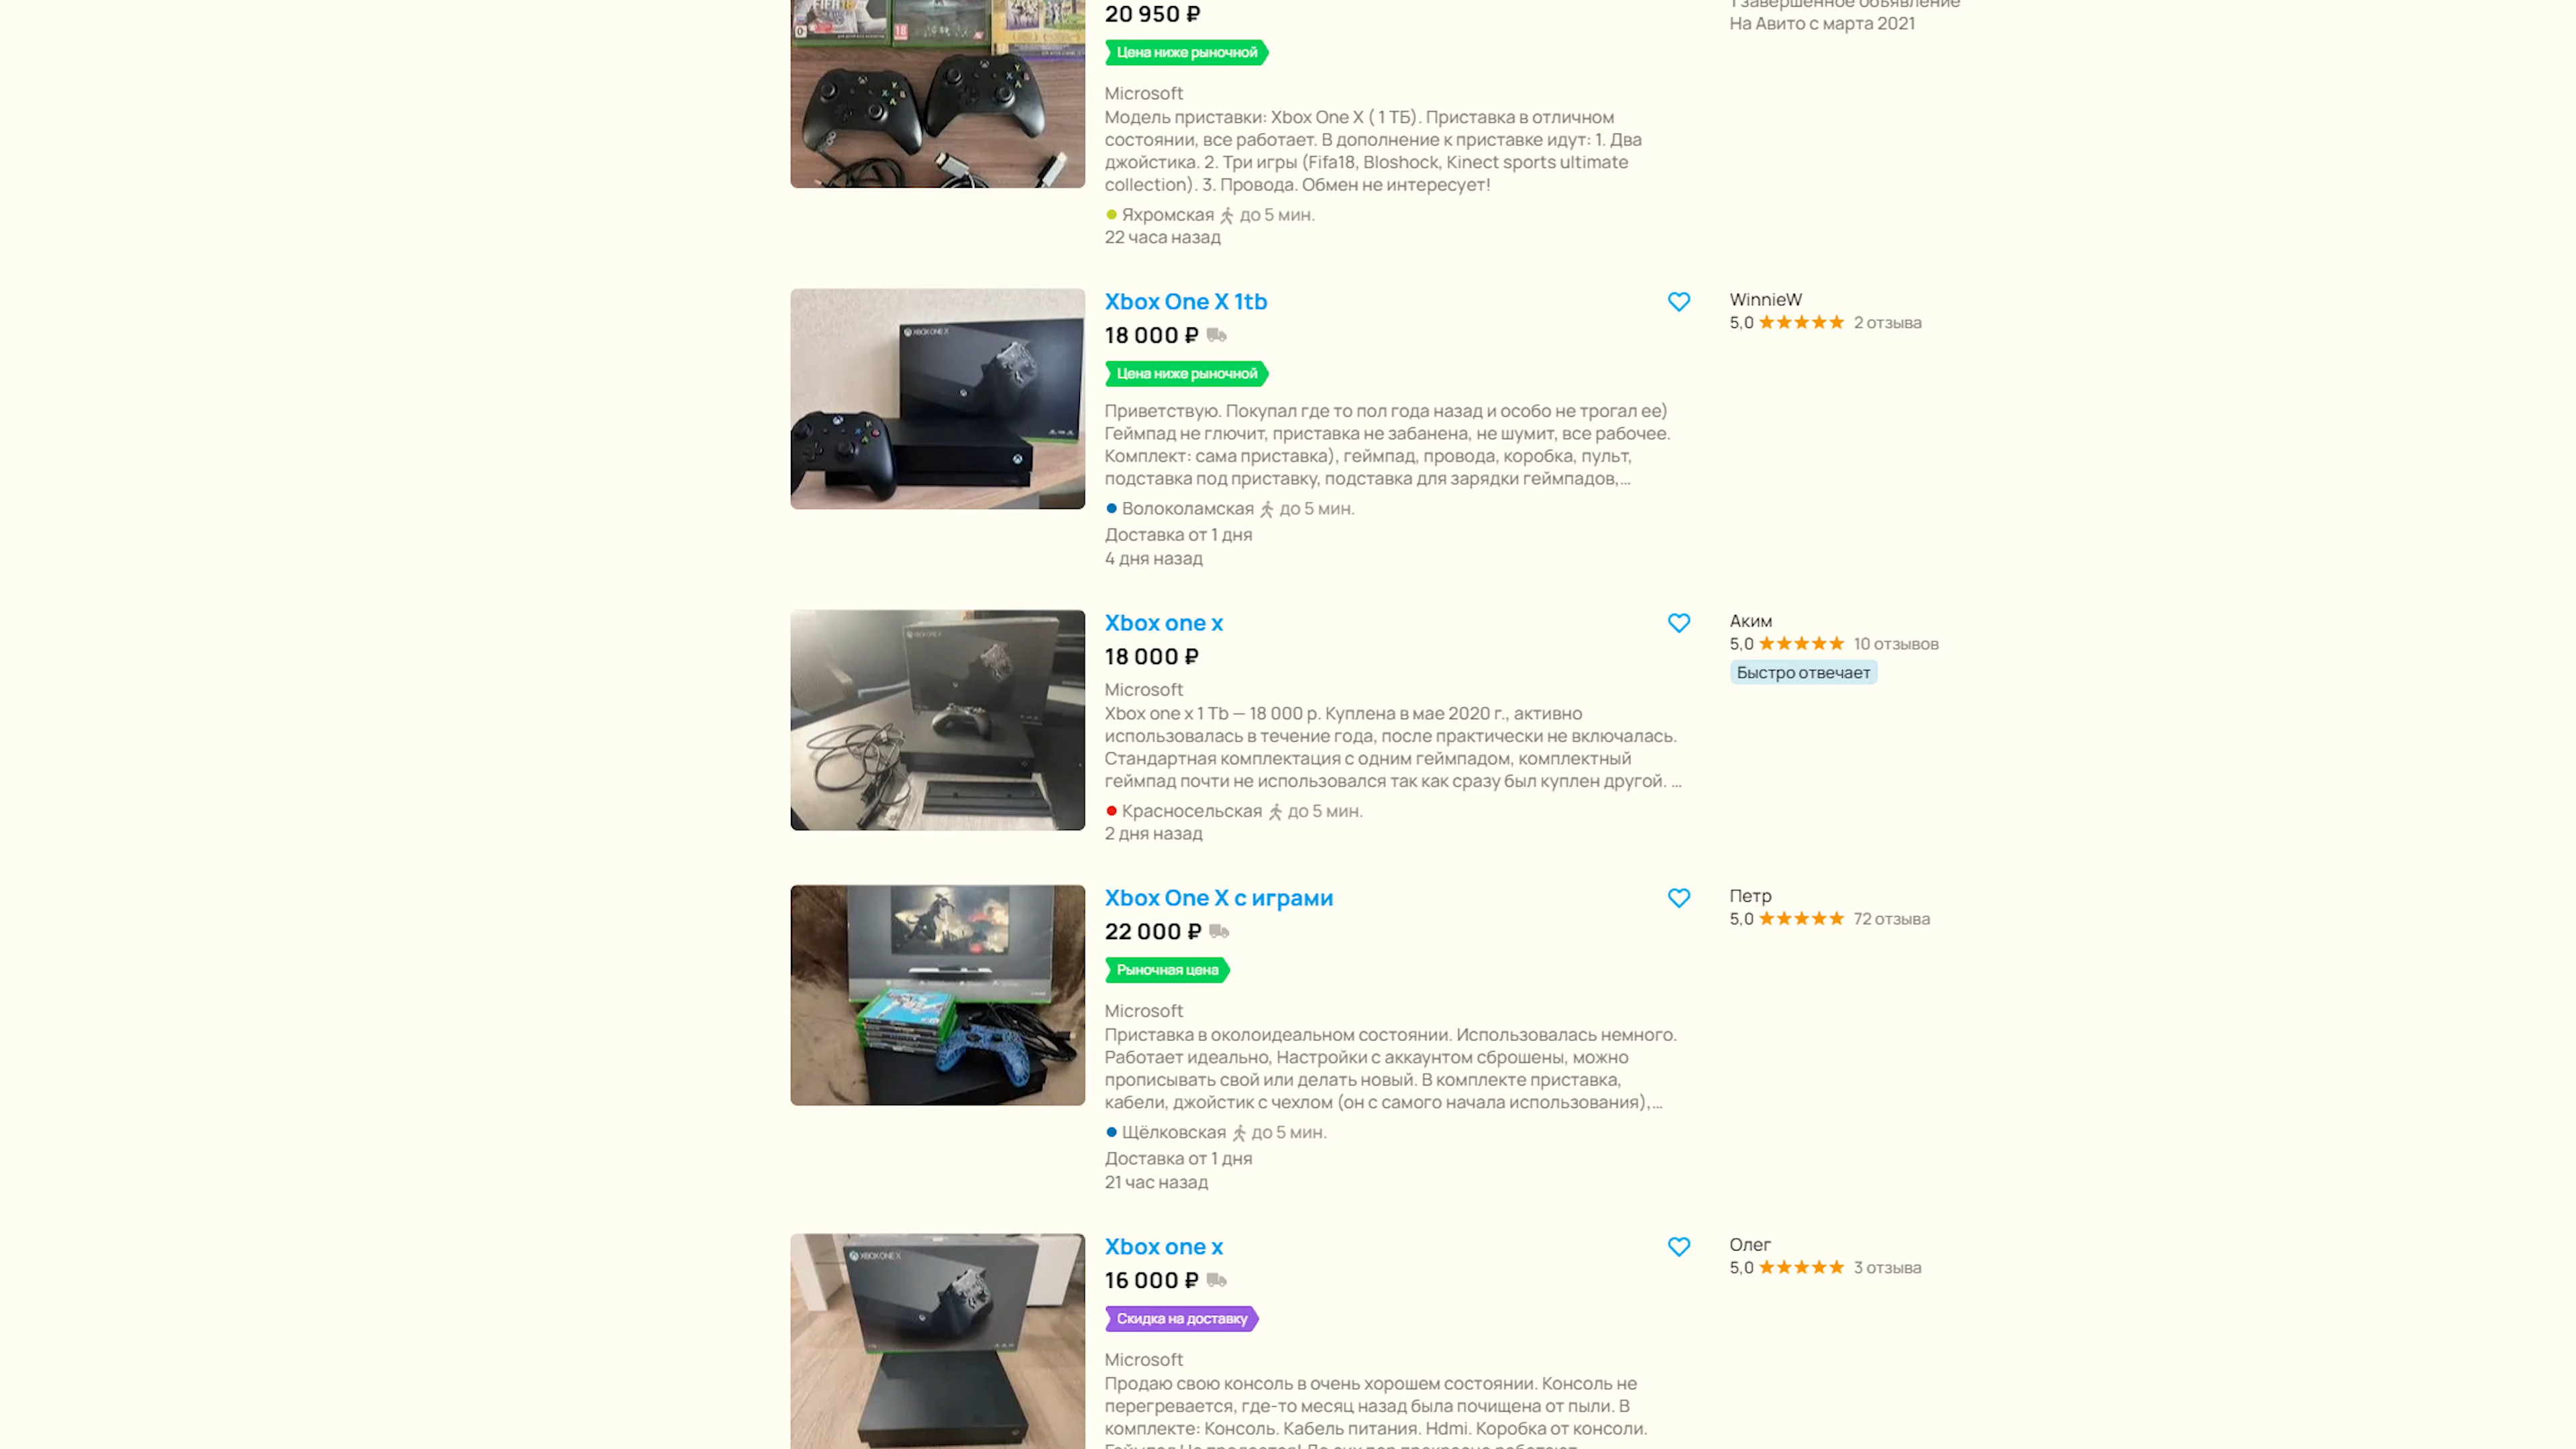 20 950 ₽
На Авито с марта 2021
Цена ниже рыночной
Microsoft
Модель приставки: Xbox One X ( 1 ТБ). Приставка в отличном
состоянии, все работает. В дополнение к приставке идут: 1. Два
джойстика. 2. Три игры (Fifa18, Bloshock, Kinect sports ultimate
collection). 3. Провода. Обмен не интересует!
Яхромская до 5 мин.
22 часа назад
XBOX ONE X
Xbox One X 1tb
18 000 ₽
Цена ниже рыночной
Приветствую. Покупал где то пол года назад и особо не трогал ее)
Геймпад не глючит, приставка не забанена, не шумит, все рабочее.
Комплект: сама приставка), геймпад, провода, коробка, пульт,
подставка под приставку, подставка для зарядки геймпадов,...
Волоколамская до 5 мин.
Доставка от 1 дня
4 дня назад
WinnieW
5,0 2 отзыва
XBOX ONE X
Xbox one x
18 000 ₽
Microsoft
Xbox one x 1 Tb — 18 000 р. Куплена в мае 2020 г., активно
использовалась в течение года, после практически не включалась.
Стандартная комплектация с одним геймпадом, комплектный
геймпад почти не использовался так как сразу был куплен другой. ...
Красносельская до 5 мин.
2 дня назад
Аким
5,0 10 отзывов
Быстро отвечает
Xbox One X с играми
22 000 ₽
Рыночная цена
Microsoft
Приставка в околоидеальном состоянии. Использовалась немного.
Работает идеально, Настройки с аккаунтом сброшены, можно
прописывать свой или делать новый. В комплекте приставка,
кабели, джойстик с чехлом (он с самого начала использования),...
Щёлковская до 5 мин.
Доставка от 1 дня
21 час назад
Петр
5,0 72 отзыва
XBOX ONE X
Xbox one x
16 000 ₽
Скидка на доставку
Microsoft
Продаю свою консоль в очень хорошем состоянии. Консоль не
перегревается, где-то месяц назад была почищена от пыли. В
комплекте: Консоль. Кабель питания. Hdmi. Коробка от консоли.
Олег
5,0 3 отзыва